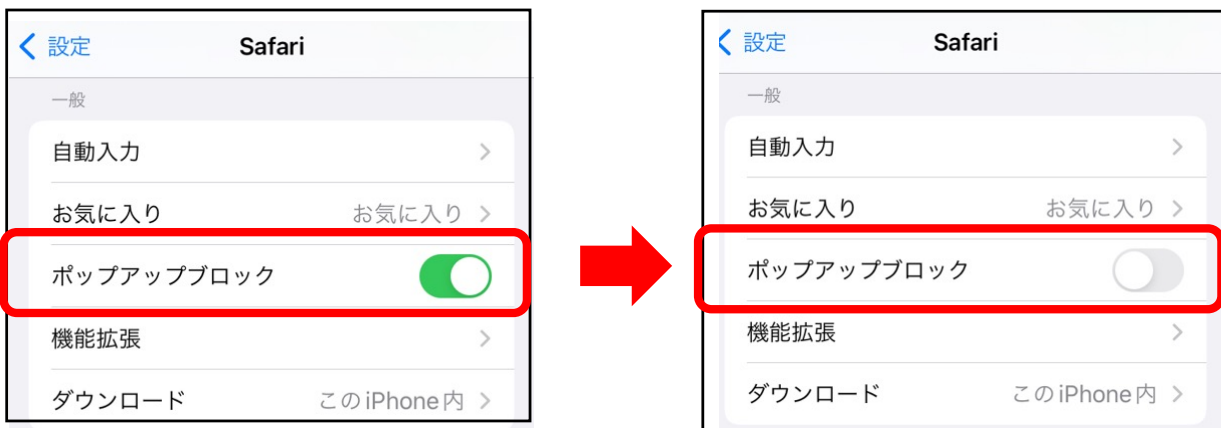 設定 Safari
一般
自動入力
お気に入り お気に入り
ポップアップブロック
機能拡張
ダウンロード このiPhone内
設定 Safari
一般
自動入力
お気に入り お気に入り
ポップアップブロック
機能拡張
ダウンロード このiPhone内